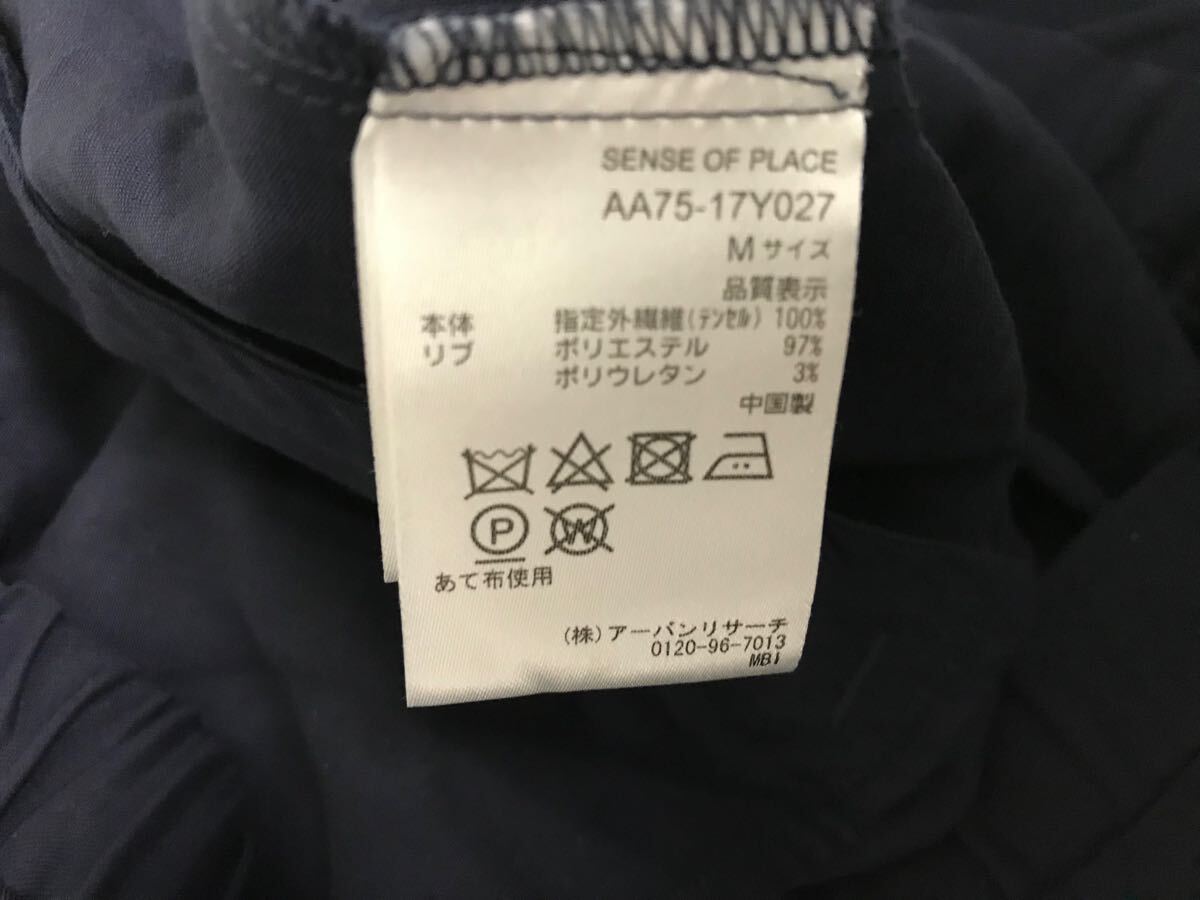 SENSE OF PLACE
AA75-17Y027
M サイズ
品質表示
本体 指定外繊維(テンセル) 100%
リブ ポリエステル 97%
ポリウレタン 3%
中国製
P W
あて布使用
(株)アーバンリサーチ
0120-96-7013
MB1